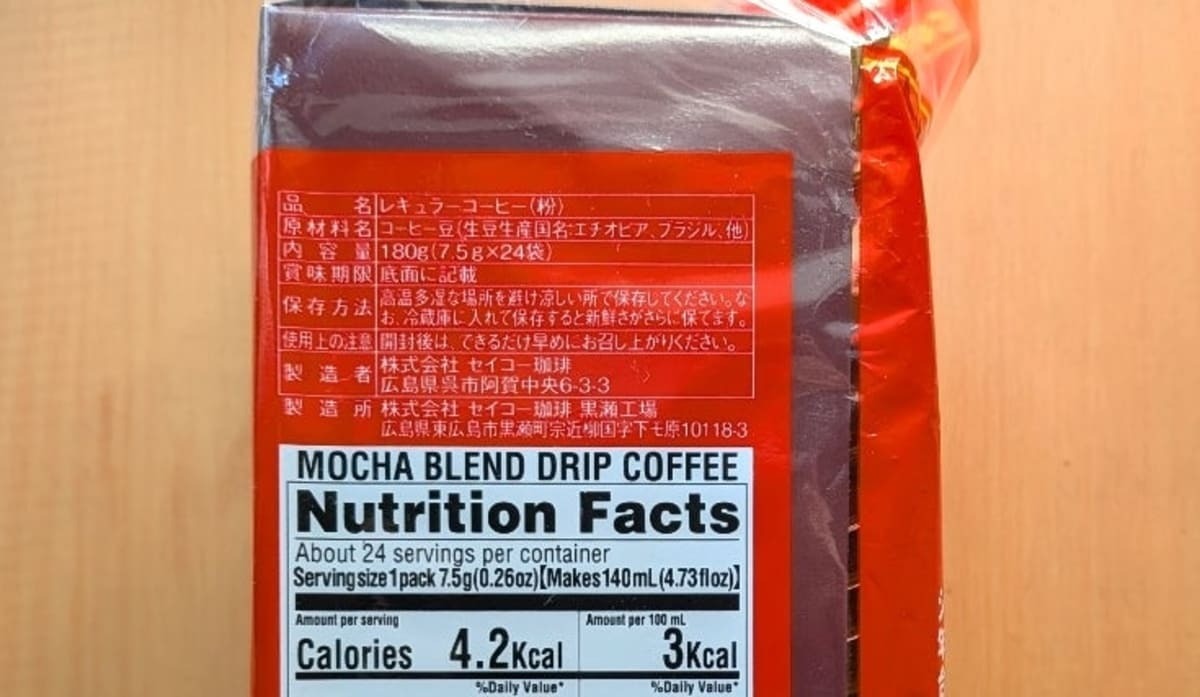 品名 レギュラーコーヒー(粉)
原材料名 コーヒー豆(生豆生産国名:エチオピア、ブラジル、他)
内容量 180g(7.5g×24袋)
賞味期限 底面に記載
保存方法 高温多湿な場所を避け涼しい所で保存してください。な
お、冷蔵庫に入れて保存すると新鮮さがさらに保てます。
使用上の注意 開封後は、できるだけ早めにお召し上がりください。
製造者 株式会社 セイコー珈琲
広島県呉市阿賀中央6-3-3
製造所 株式会社 セイコー珈琲 黒瀬工場
広島県東広島市黒瀬町宗近柳国字下モ原10118-3
MOCHA BLEND DRIP COFFEE
Nutrition Facts
About 24 servings per container
Serving size 1 pack 7.5g(0.26oz)【Makes 140mL(4.73floz)】
Amount per serving Amount per 100 mL
Calories 4.2Kcal 3Kcal
%Daily Value* %Daily Value*